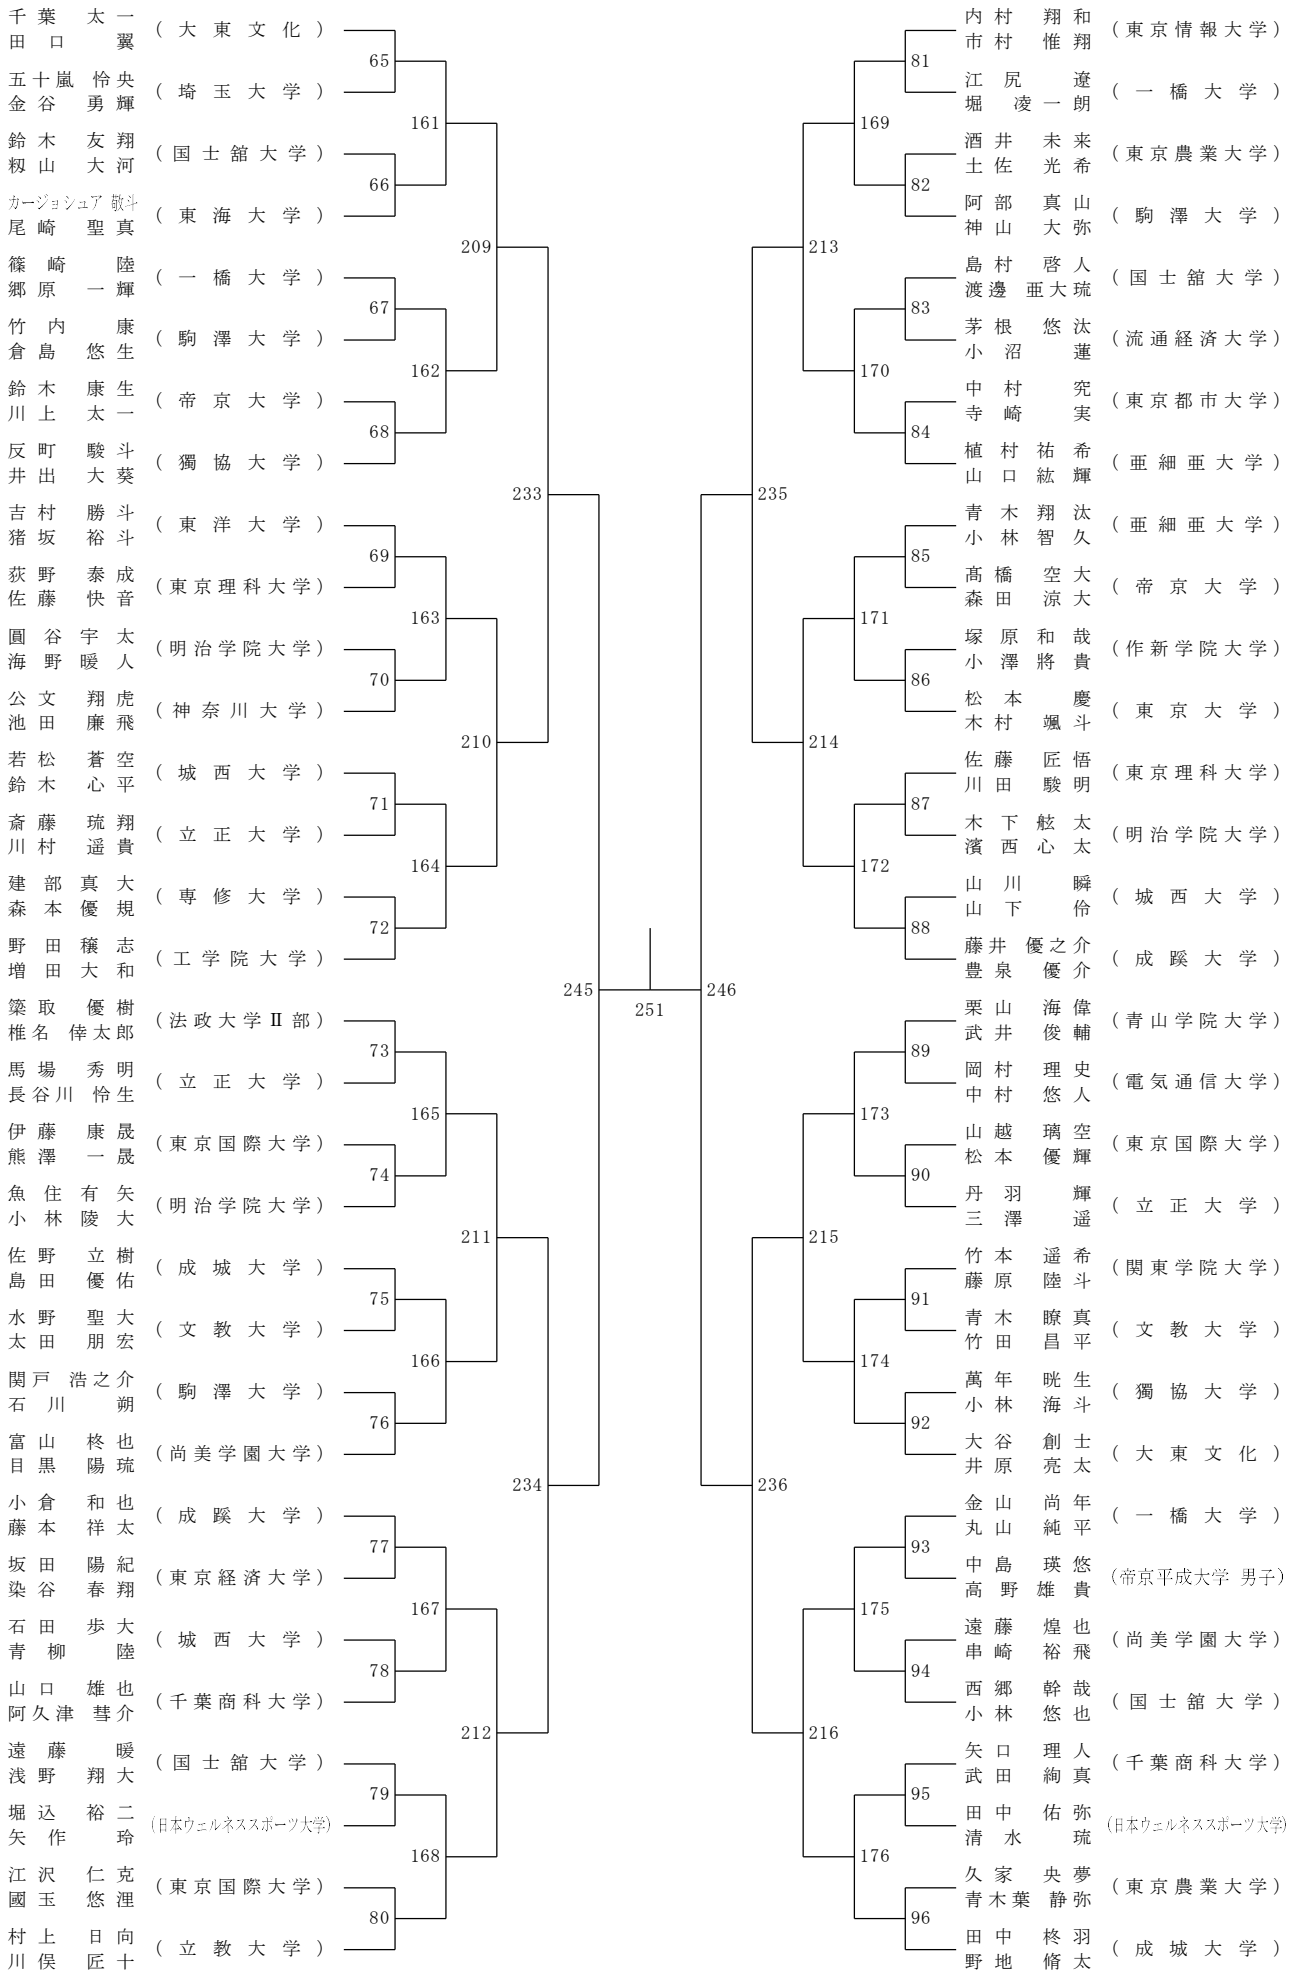 千葉 太一
田口 翼
(大東文化)
65
五十嵐 怜央
金谷 勇輝
(埼玉大学)
161
鈴木 友翔
籾山 大河
(国士舘大学)
66
カージョシュア 敬斗
尾崎 聖真
(東海大学)
209
篠崎 陸
郷原 一輝
(一橋大学)
67
竹内 康
倉島 悠生
(駒澤大学)
162
鈴木 康生
川上 太一
(帝京大学)
68
反町 駿斗
井出 大葵
(獨協大学)
233
吉村 勝斗
猪坂 裕斗
(東洋大学)
69
荻野 泰成
佐藤 快音
(東京理科大学)
163
圓谷宇太
海野暖人
(明治学院大学)
70
公文 翔虎
池田 廉飛
(神奈川大学)
210
若松 蒼空
鈴木 心平
(城西大学)
71
斎藤 琉翔
川村 遥貴
(立正大学)
164
建部真大
森本優規
(専修大学)
72
野田穣志
増田大和
(工学院大学)
245
簗取 優樹
椎名 倖太郎
(法政大学Ⅱ部)
73
馬場 秀明
長谷川 怜生
(立正大学)
165
伊藤 康晟
熊澤 一晟
(東京国際大学)
74
魚住有矢
小林陵大
(明治学院大学)
211
佐野 立樹
島田 優佑
(成城大学)
75
水野 聖大
太田 朋宏
(文教大学)
166
関戸 浩之介
石川 朔
(駒澤大学)
76
富山 柊也
目黒 陽琉
(尚美学園大学)
234
小倉 和也
藤本 祥太
(成蹊大学)
77
坂田 陽紀
染谷 春翔
(東京経済大学)
167
石田 歩大
青柳 陸
(城西大学)
78
山口 雄也
阿久津 彗介
(千葉商科大学)
212
遠藤 暖
浅野 翔大
(国士舘大学)
79
堀込 裕二
矢作 玲
(日本ウェルネススポーツ大学)
168
江沢 仁克
國玉 悠浬
(東京国際大学)
80
村上 日向
川俣 匠十
(立教大学)
251
内村 翔和
市村 惟翔
(東京情報大学)
81
江尻 遼
堀 凌一朗
(一橋大学)
169
酒井 未来
土佐 光希
(東京農業大学)
82
阿部 真山
神山 大弥
(駒澤大学)
213
島村 啓人
渡邊 亜大琉
(国士舘大学)
83
茅根 悠汰
小沼 蓮
(流通経済大学)
170
中村 究
寺崎 実
(東京都市大学)
84
植村祐希
山口紘輝
(亜細亜大学)
235
青木翔汰
小林智久
(亜細亜大学)
85
髙橋 空大
森田 涼大
(帝京大学)
171
塚原和哉
小澤將貴
(作新学院大学)
86
松本 慶
木村 颯斗
(東京大学)
214
佐藤 匠悟
川田 駿明
(東京理科大学)
87
木下舷太
濱西心太
(明治学院大学)
172
山川 瞬
山下 伶
(城西大学)
88
藤井 優之介
豊泉 優介
(成蹊大学)
246
栗山 海偉
武井 俊輔
(青山学院大学)
89
岡村 理史
中村 悠人
(電気通信大学)
173
山越 璃空
松本 優輝
(東京国際大学)
90
丹羽 輝
三澤 遥
(立正大学)
215
竹本 遥希
藤原 陸斗
(関東学院大学)
91
青木 瞭真
竹田 昌平
(文教大学)
174
萬年 晄生
小林 海斗
(獨協大学)
92
大谷 創士
井原 亮太
(大東文化)
236
金山 尚年
丸山 純平
(一橋大学)
93
中島 瑛悠
高野雄貴
(帝京平成大学 男子)
175
遠藤 煌也
串崎 裕飛
(尚美学園大学)
94
西郷 幹哉
小林 悠也
(国士舘大学)
216
矢口 理人
武田 絢真
(千葉商科大学)
95
田中 佑弥
清水 琉
(日本ウェルネススポーツ大学)
176
久家 央夢
青木葉 静弥
(東京農業大学)
96
田中 柊羽
野地 脩太
(成城大学)